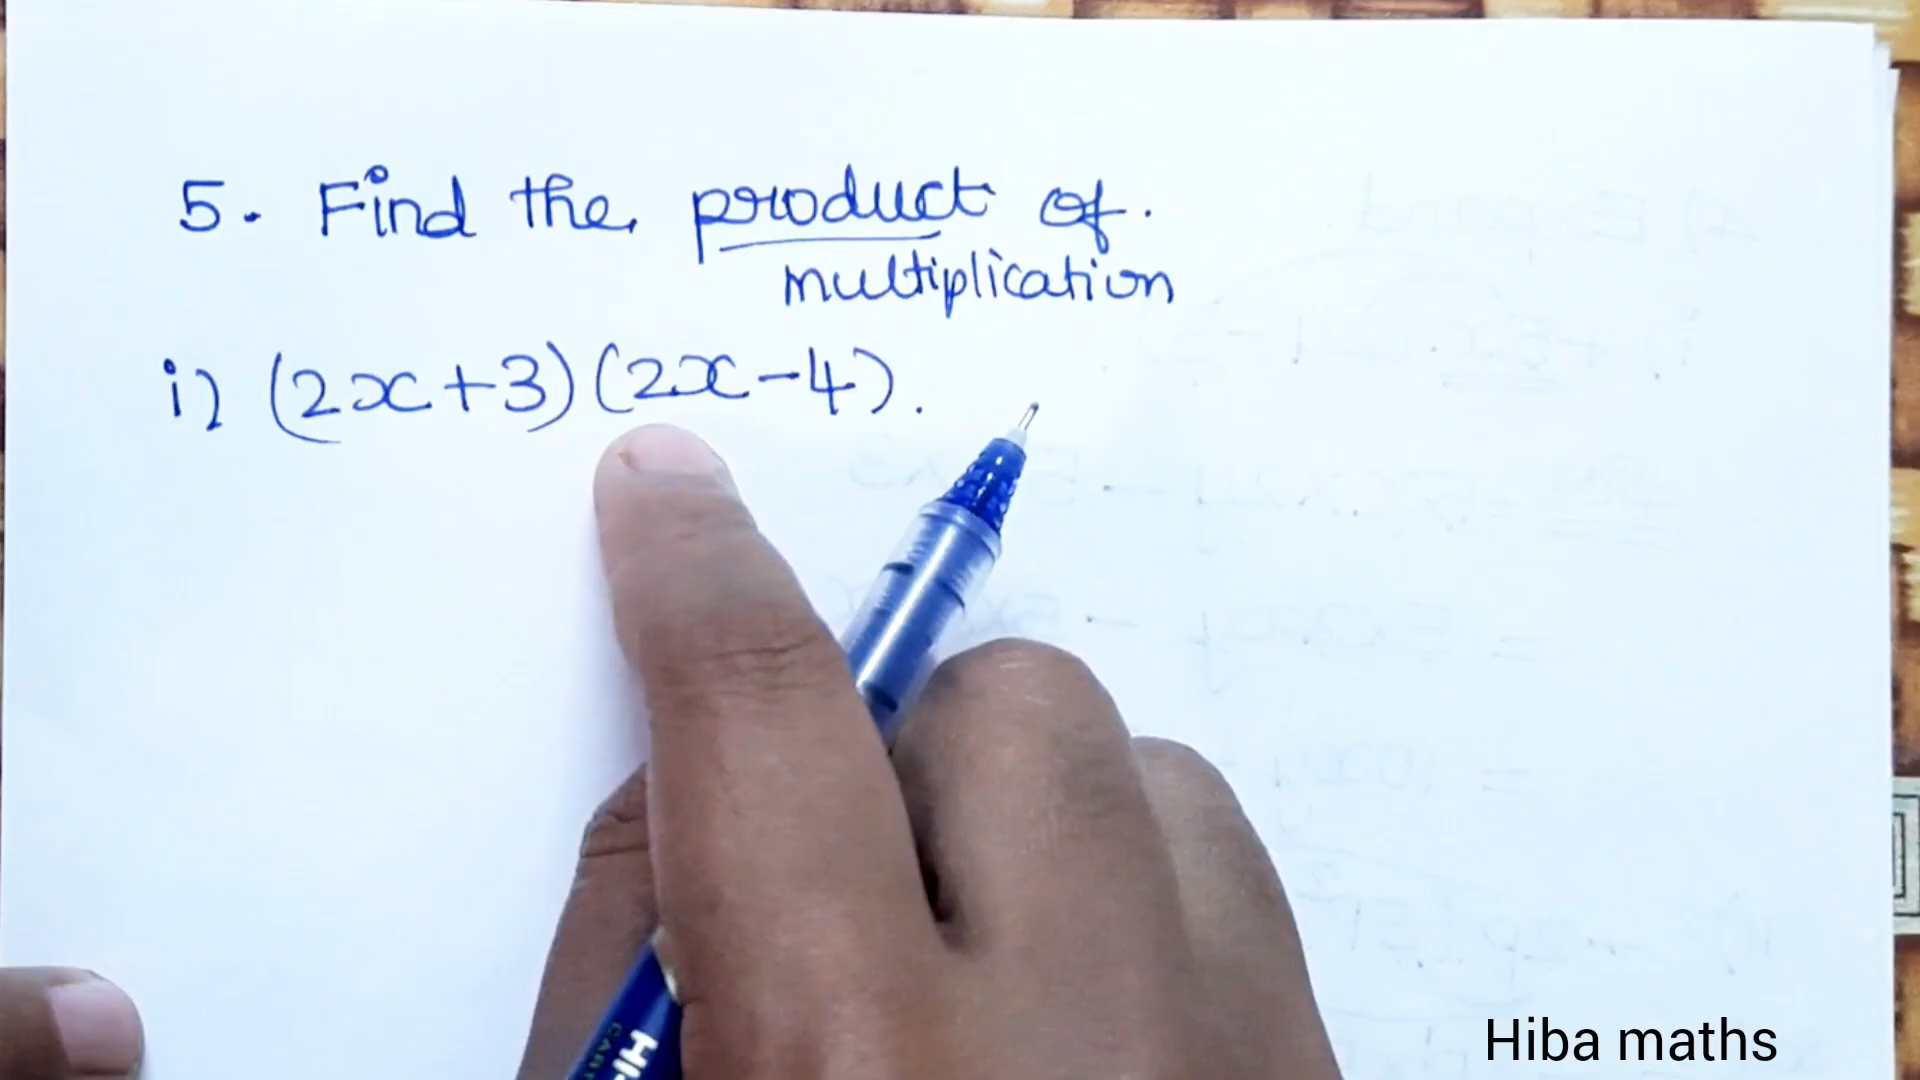 5. Find the product of.
multiplication
i) (2x+3)(2x-4).
Hiba maths